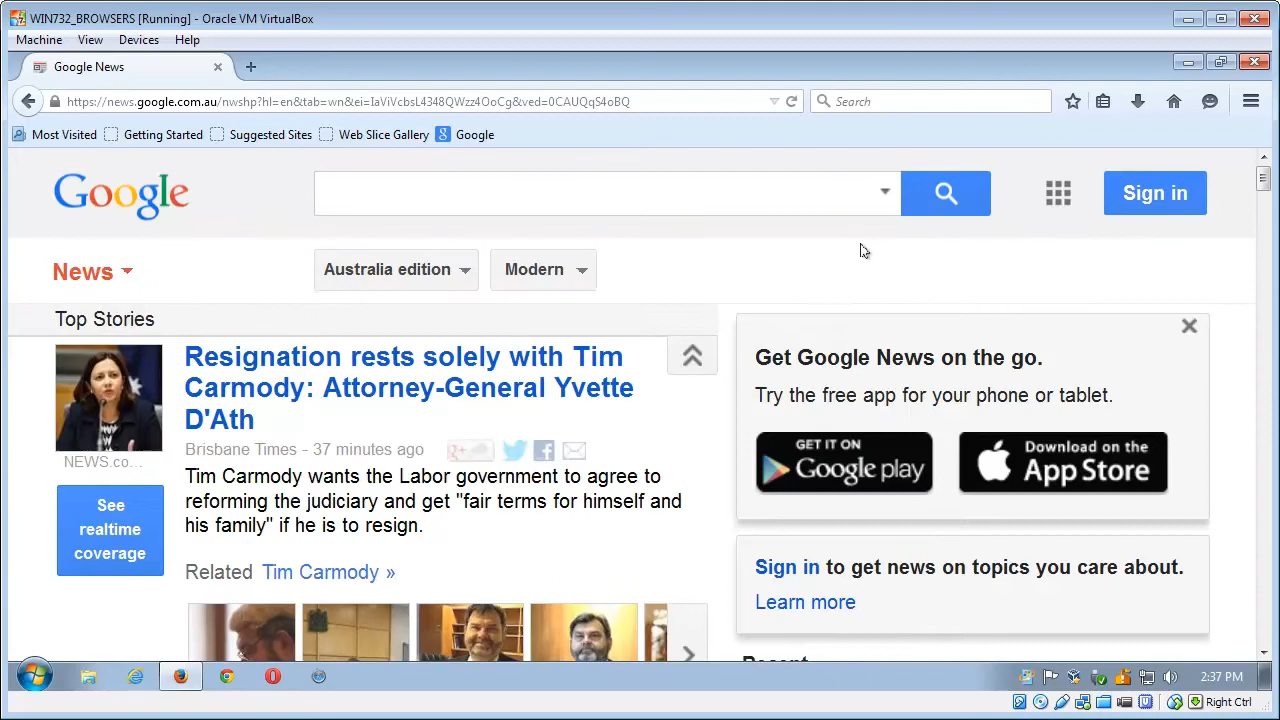 WIN732_BROWSERS [Running] - Oracle VM VirtualBox
Machine View Devices Help
Google News
https://news.google.com.au/nwshp?hl=en&tab=wn&ei=IaViVcbsL4348QWzz4OoCg&ved=0CAUQqS4oBQ
Search
Most Visited Getting Started Suggested Sites Web Slice Gallery Google
Google
Sign in
News
Australia edition
Modern
Top Stories
Resignation rests solely with Tim
Carmody: Attorney-General Yvette
D'Ath
Brisbane Times - 37 minutes ago
NEWS.co...
Tim Carmody wants the Labor government to agree to
reforming the judiciary and get "fair terms for himself and
his family" if he is to resign.
See
realtime
coverage
Related Tim Carmody »
Get Google News on the go.
Try the free app for your phone or tablet.
GET IT ON
Google play
Download on the
App Store
Sign in to get news on topics you care about.
Learn more
Recent
2:37 PM
Right Ctrl